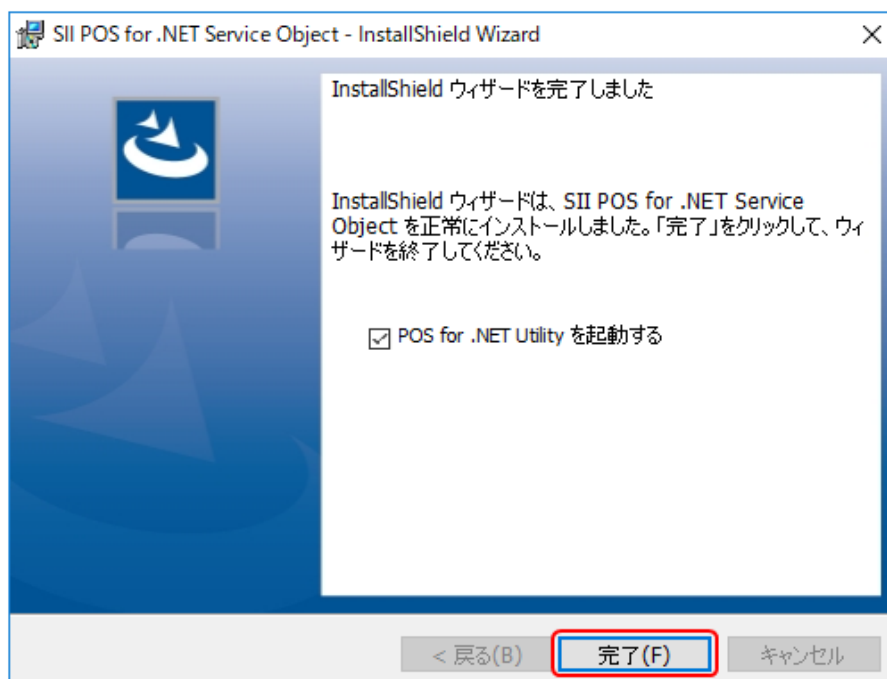 SII POS for .NET Service Object - InstallShield Wizard
InstallShield ウィザードを完了しました
InstallShield ウィザードは、SII POS for .NET Service
Object を正常にインストールしました。「完了」をクリックして、ウィ
ザードを終了してください。
POS for .NET Utility を起動する
< 戻る(B)
完了(F)
キャンセル